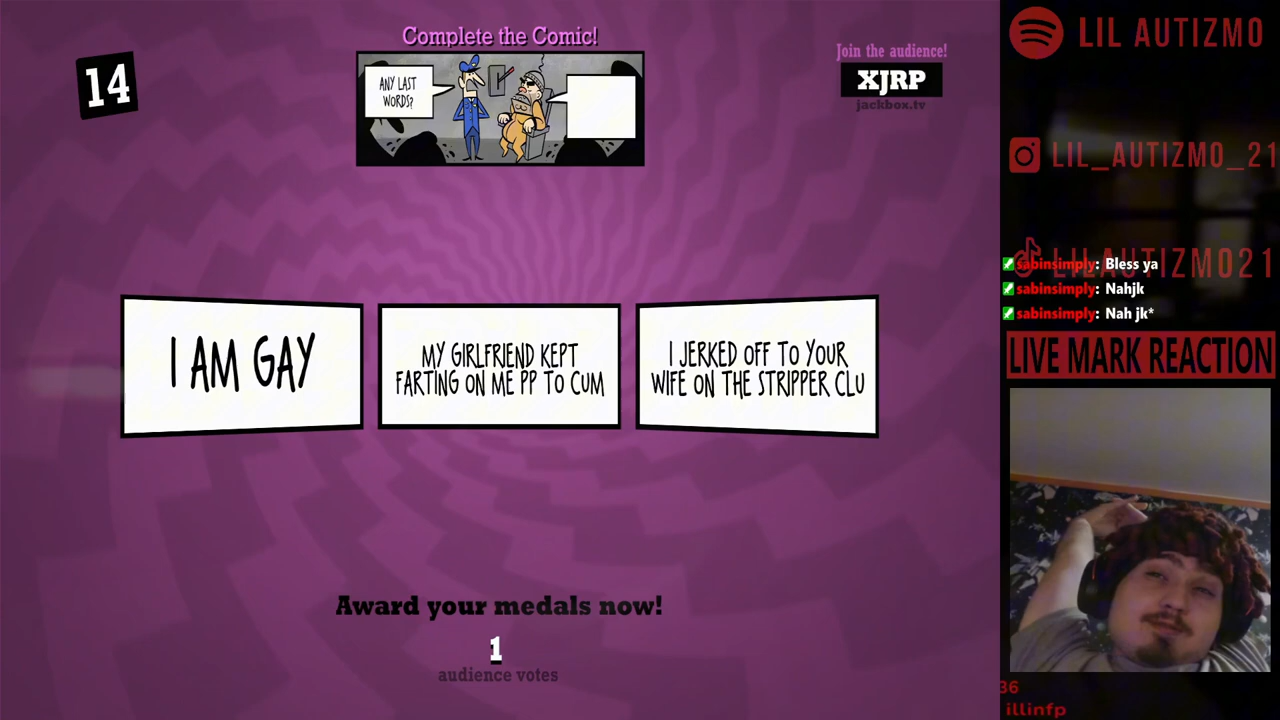 Complete the Comic!
14
ANY LAST
WORDS?
Join the audience!
XJRP
jackbox.tv
I AM GAY
MY GIRLFRIEND KEPT
FARTING ON ME PP TO CUM
I JERKED OFF TO YOUR
WIFE ON THE STRIPPER CLU
Award your medals now!
1
audience votes
LIL AUTIZMO
LIL_AUTIZMO_21
LILAUTIZMO21
sabinsimply: Bless ya
sabinsimply: Nahjk
sabinsimply: Nah jk*
LIVE MARK REACTION
36
illinfp